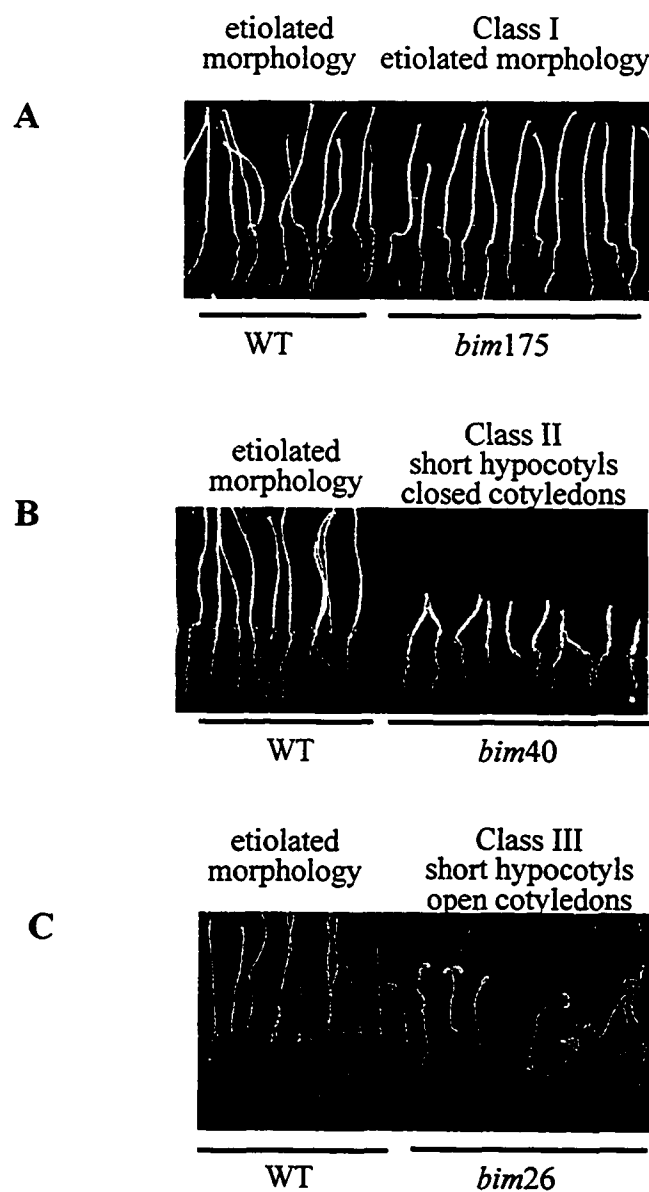 etiolated
morphology
Class I
etiolated morphology
A
WT
bim175
etiolated
morphology
Class II
short hypocotyls
closed cotyledons
B
WT
bim40
etiolated
morphology
Class III
short hypocotyls
open cotyledons
C
WT
bim26